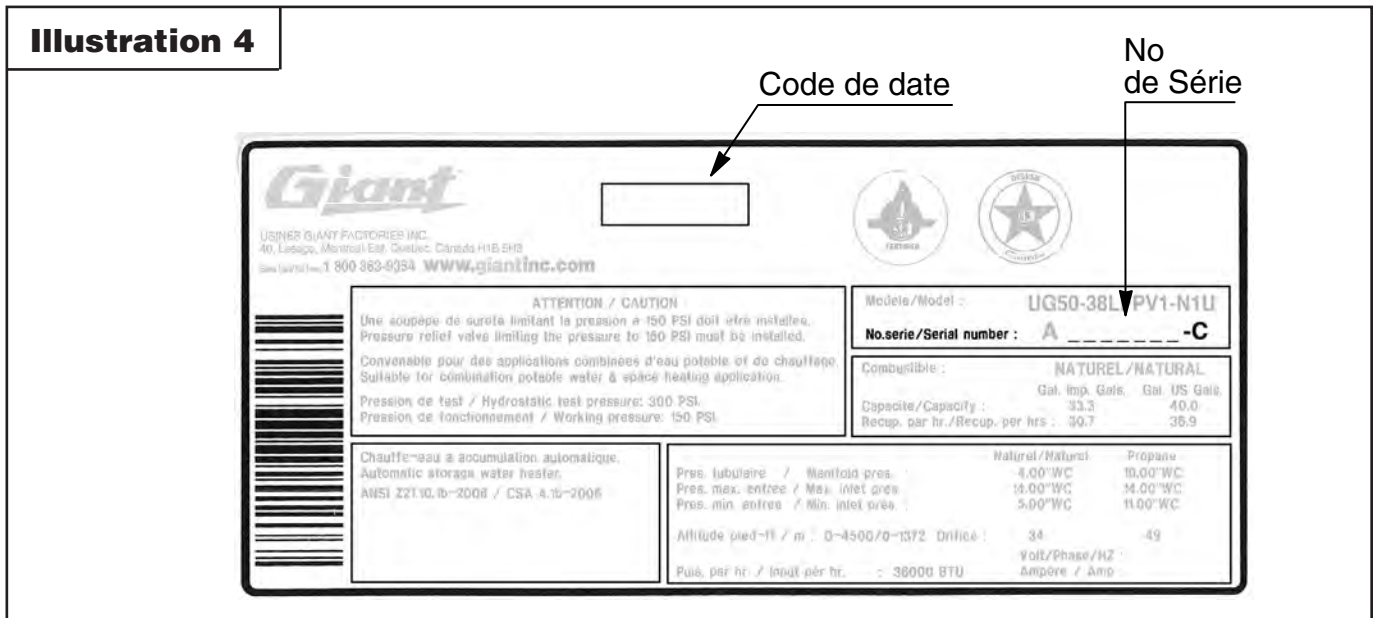 Illustration 4
Code de date
No
de Série
Giant
USINES GIANT FACTORIES INC.
40, Lesage, Montreal-Est, Quebec, Canada H1B 5H3
1 800 363-9354 www.giantinc.com
ATTENTION / CAUTION
Une soupape de surete limitant la pression a 150 PSI doit etre installee.
Pressure relief valve limiting the pressure to 150 PSI must be installed.
Convenable pour des applications combinees d'eau potable et de chauffage.
Suitable for combination potable water & space heating application.
Pression de test / Hydrostatic test pressure: 300 PSI.
Pression de fonctionnement / Working pressure: 150 PSI.
Modele/Model : UG50-38L PV1-N1U
No.serie/Serial number : A _ _ _ _ _ _ _ -C
Combustible : NATUREL/NATURAL
Gal. Imp. Gals. Gal. US Gals.
Capacite/Capacity : 33.3 40.0
Recup. par hr./Recup. per hrs : 30.7 36.9
Chauffe-eau a accumulation automatique.
Automatic storage water heater.
ANSI Z21.10.1b-2006 / CSA 4.1b-2006
Naturel/Naturel Propane
Pres. tubulaire / Manifold pres. : 4.00"WC 10.00"WC
Pres. max. entree / Max. inlet pres. 14.00"WC 14.00"WC
Pres. min. entree / Min. inlet pres. : 5.00"WC 11.00"WC
Altitude pied-ft / m : 0-4500/0-1372 Orifice : 34 49
Volt/Phase/HZ :
Puis. par hr. / Input per hr. : 36000 BTU Ampere / Amp